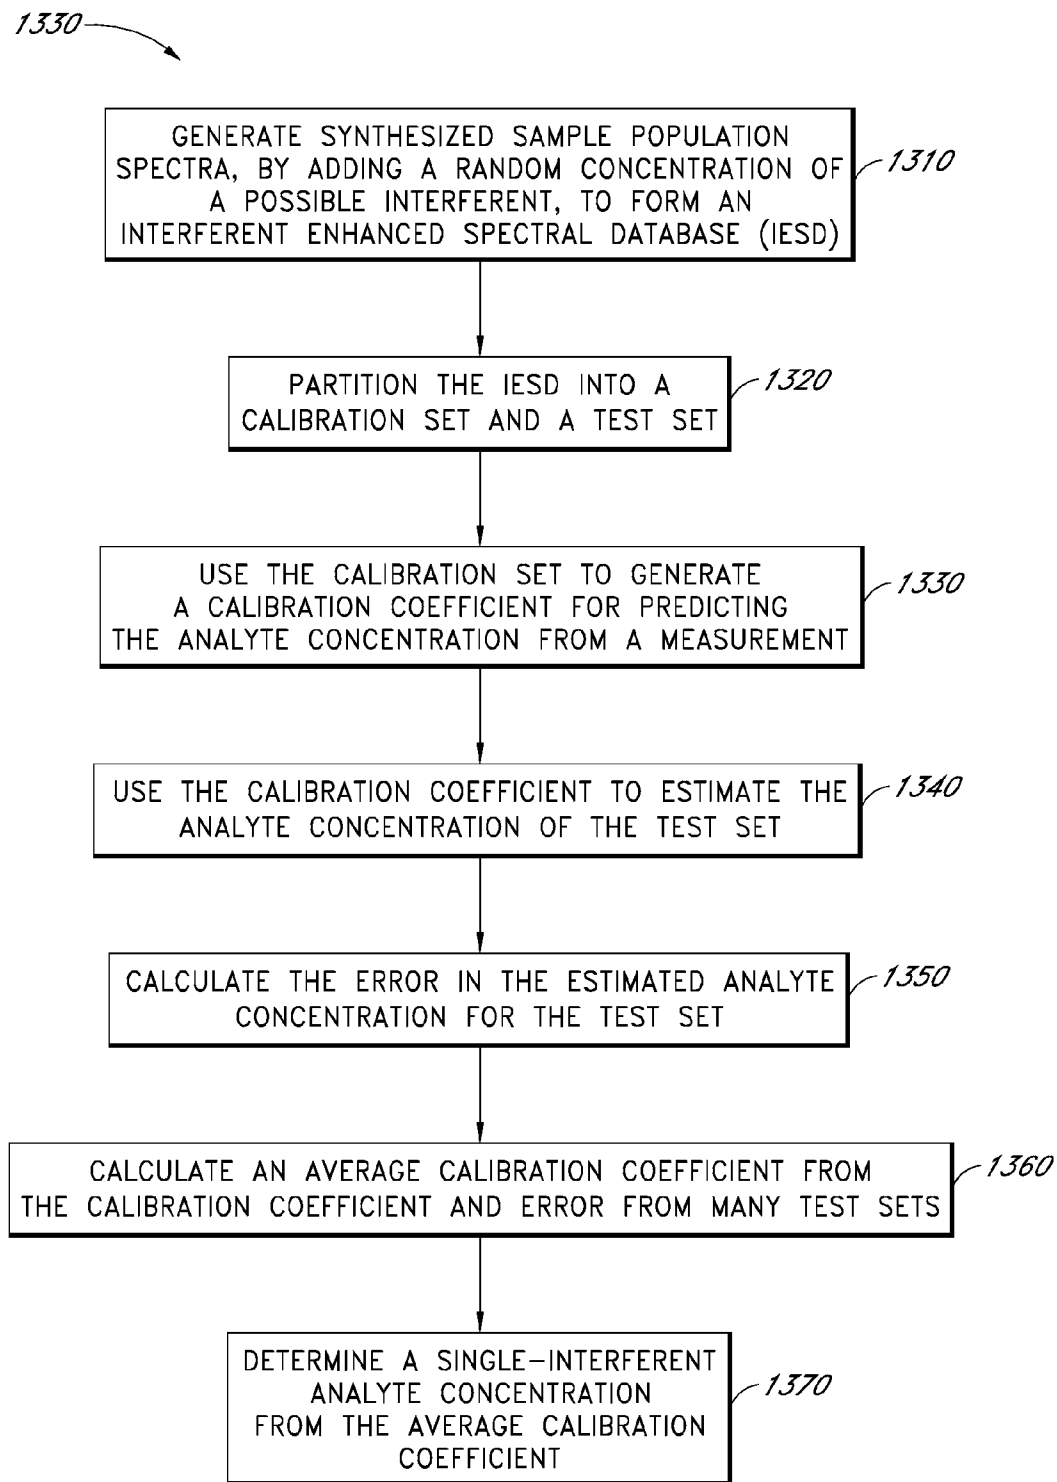 1330
GENERATE SYNTHESIZED SAMPLE POPULATION
SPECTRA, BY ADDING A RANDOM CONCENTRATION OF
A POSSIBLE INTERFERENT, TO FORM AN
INTERFERENT ENHANCED SPECTRAL DATABASE (IESD)
1310
PARTITION THE IESD INTO A
CALIBRATION SET AND A TEST SET
1320
USE THE CALIBRATION SET TO GENERATE
A CALIBRATION COEFFICIENT FOR PREDICTING
THE ANALYTE CONCENTRATION FROM A MEASUREMENT
1330
USE THE CALIBRATION COEFFICIENT TO ESTIMATE THE
ANALYTE CONCENTRATION OF THE TEST SET
1340
CALCULATE THE ERROR IN THE ESTIMATED ANALYTE
CONCENTRATION FOR THE TEST SET
1350
CALCULATE AN AVERAGE CALIBRATION COEFFICIENT FROM
THE CALIBRATION COEFFICIENT AND ERROR FROM MANY TEST SETS
1360
DETERMINE A SINGLE-INTERFERENT
ANALYTE CONCENTRATION
FROM THE AVERAGE CALIBRATION
COEFFICIENT
1370